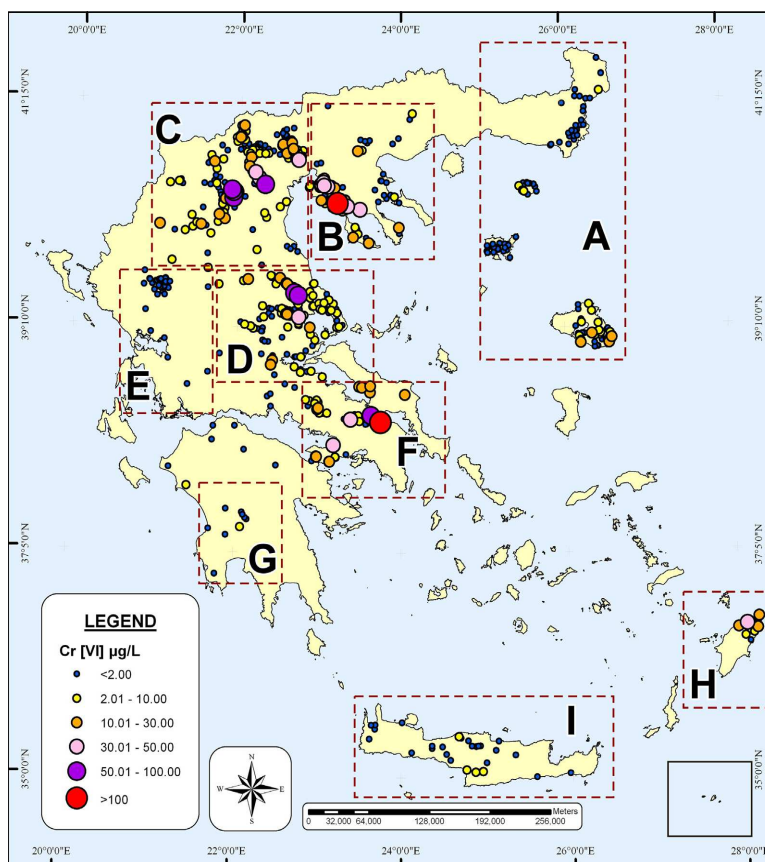 20°0'0"E 22°0'0"E 24°0'0"E 26°0'0"E 28°0'0"E
41°15'0"N 41°15'0"N
C
B
A
39°10'0"N 39°10'0"N
D
E
F
G
37°5'0"N 37°5'0"N
H
I
LEGEND
Cr [VI] µg/L
<2.00
2.01 - 10.00
10.01 - 30.00
30.01 - 50.00
50.01 - 100.00
>100
N
W E
S
Meters
0 32,000 64,000 128,000 192,000 256,000
35°0'0"N 35°0'0"N
20°0'0"E 22°0'0"E 24°0'0"E 26°0'0"E 28°0'0"E